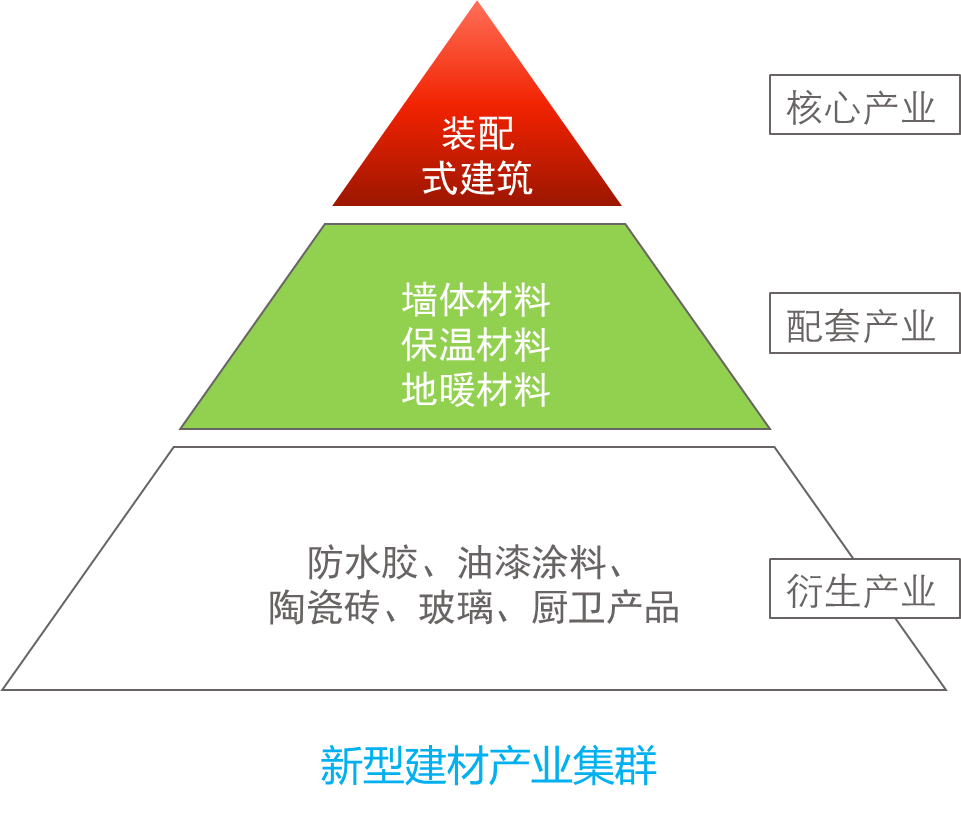 核心产业
装配
式建筑
墙体材料
配套产业
保温材料
地暖材料
防水胶、油漆涂料、
衍生产业
陶瓷砖、玻璃、厨卫产品
新型建材产业集群